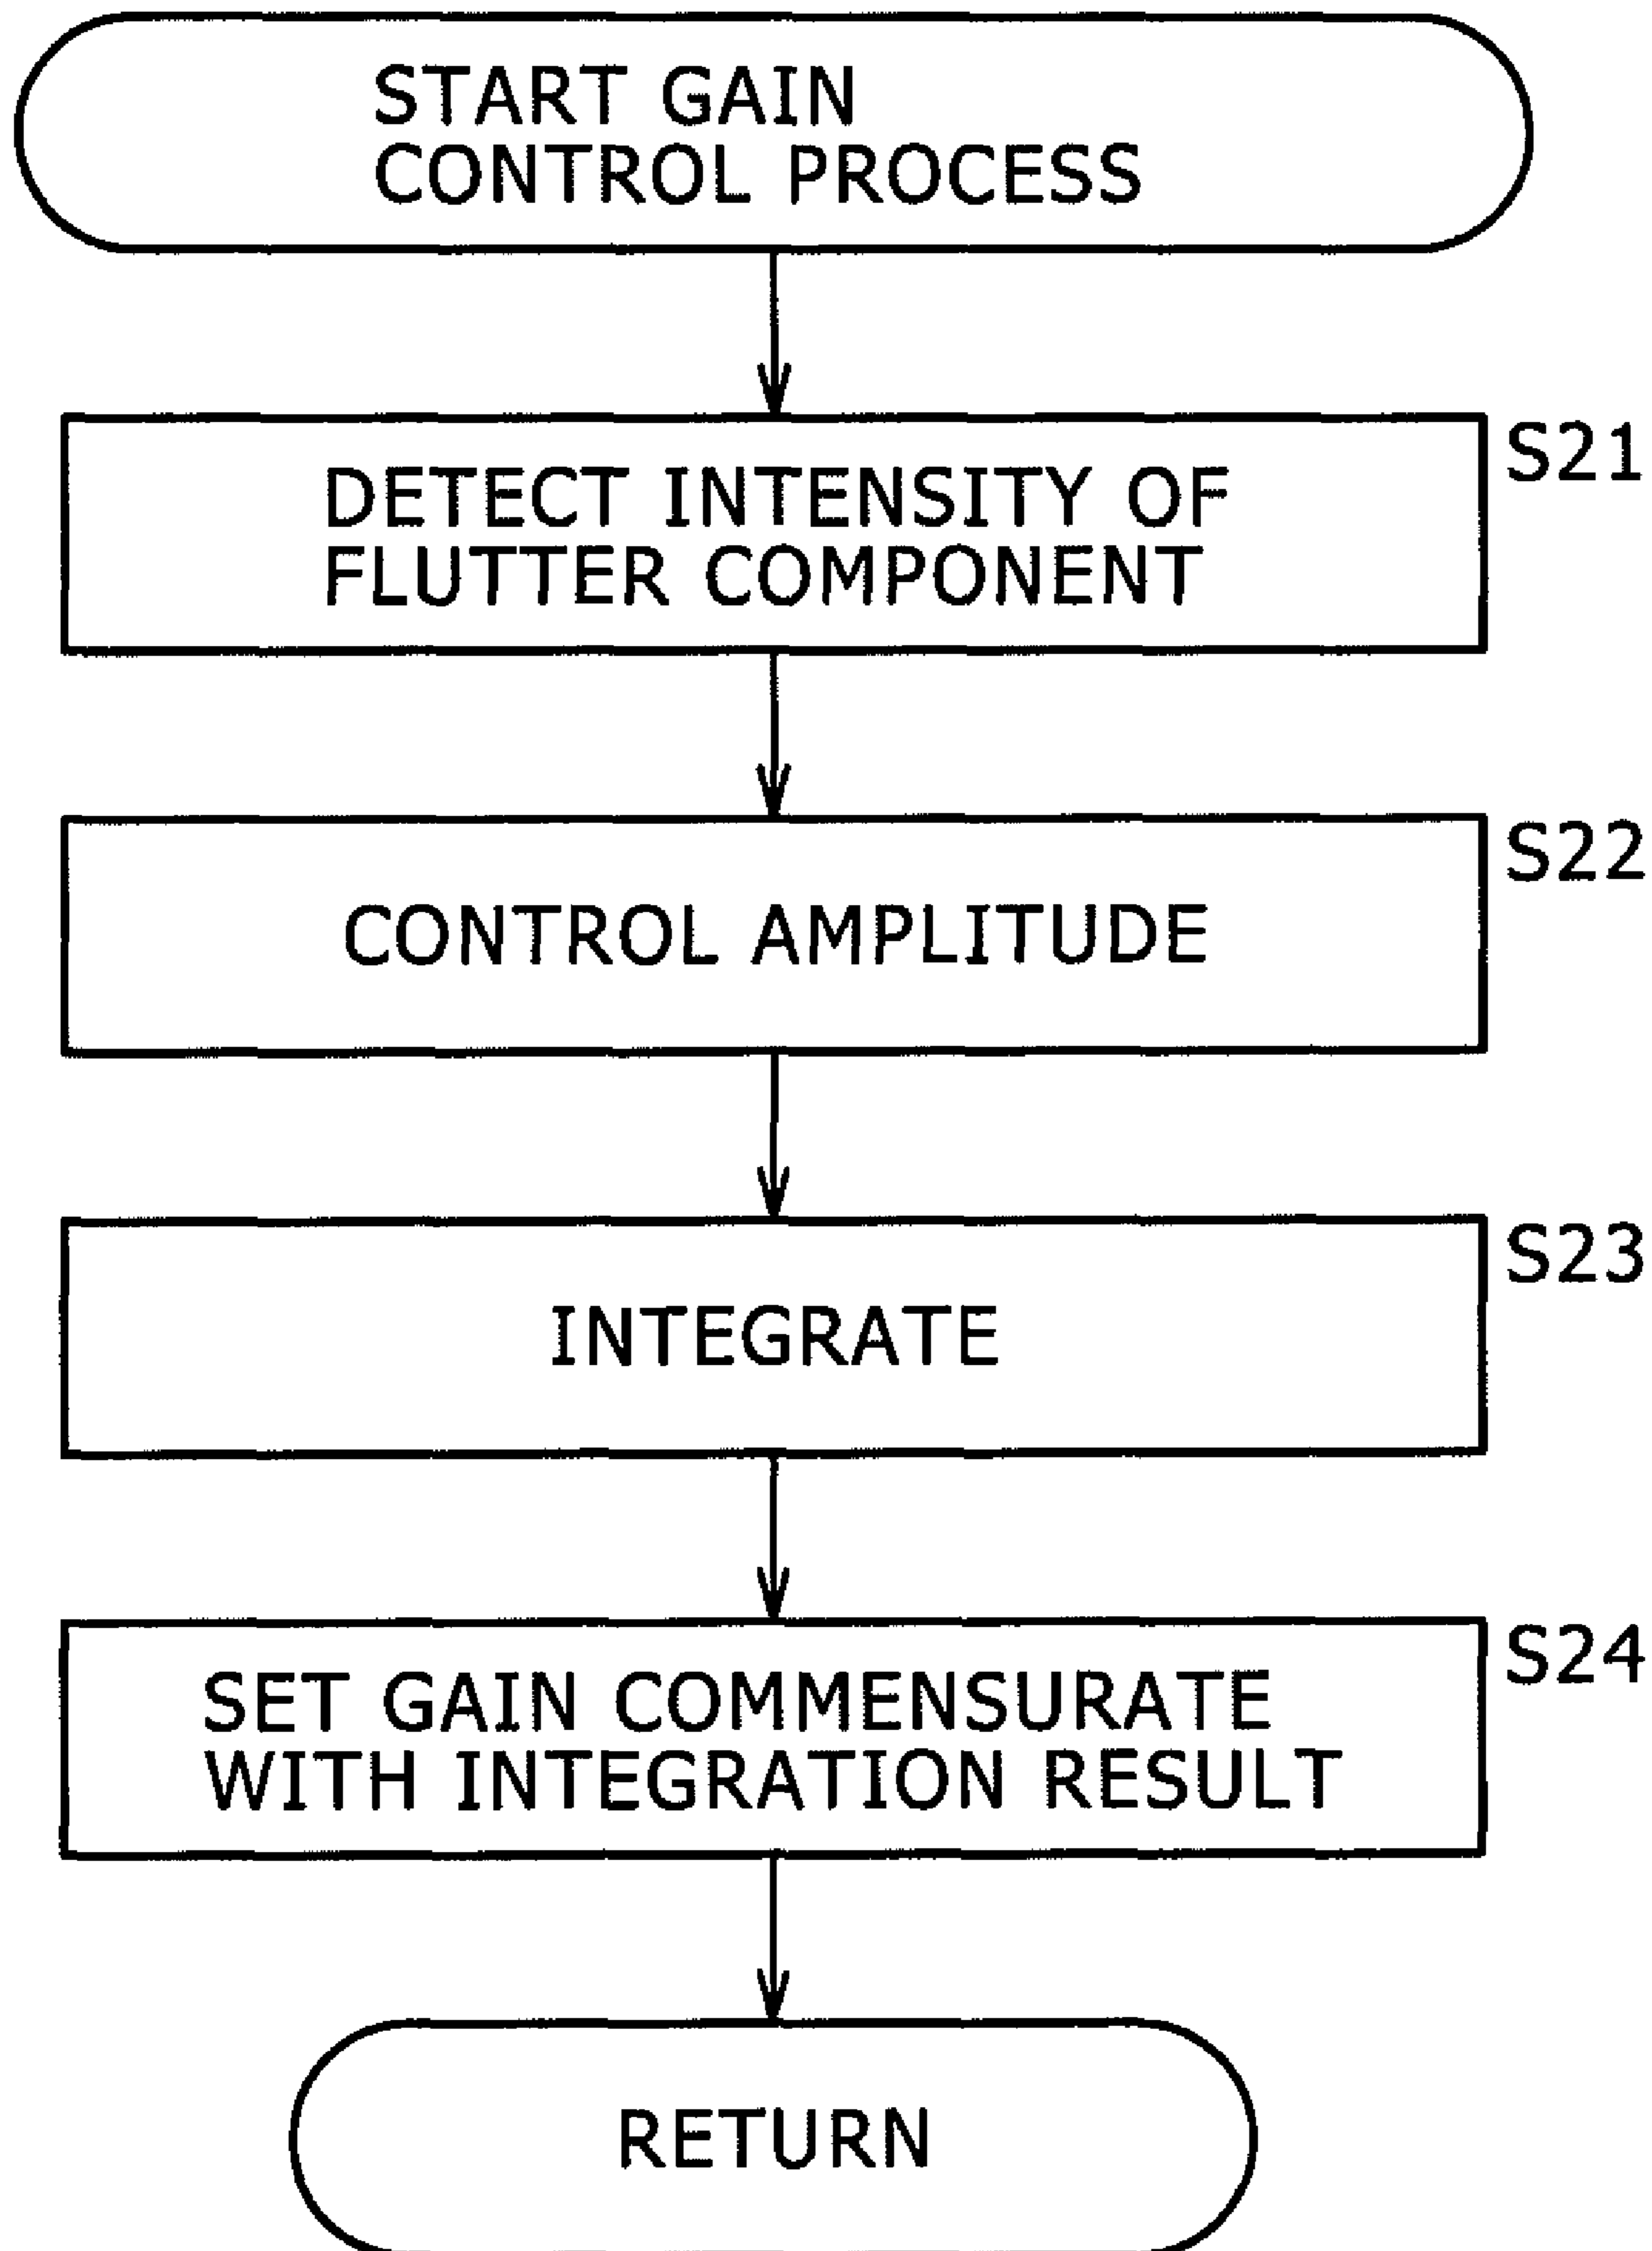 START GAIN
CONTROL PROCESS
S21
DETECT INTENSITY OF
FLUTTER COMPONENT
S22
CONTROL AMPLITUDE
S23
INTEGRATE
S24
SET GAIN COMMENSURATE
WITH INTEGRATION RESULT
RETURN